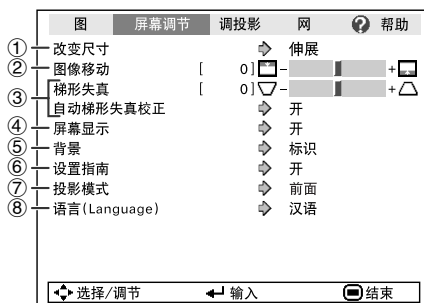 图 屏幕调节 调投影 网 ? 帮助
① 改变尺寸 伸展
② 图像移动 [ 0] - +
③ 梯形失真 [ 0] - +
自动梯形失真校正 开
④ 屏幕显示 开
⑤ 背景 标识
⑥ 设置指南 开
⑦ 投影模式 前面
⑧ 语言(Language) 汉语
选择/调节 输入 结束